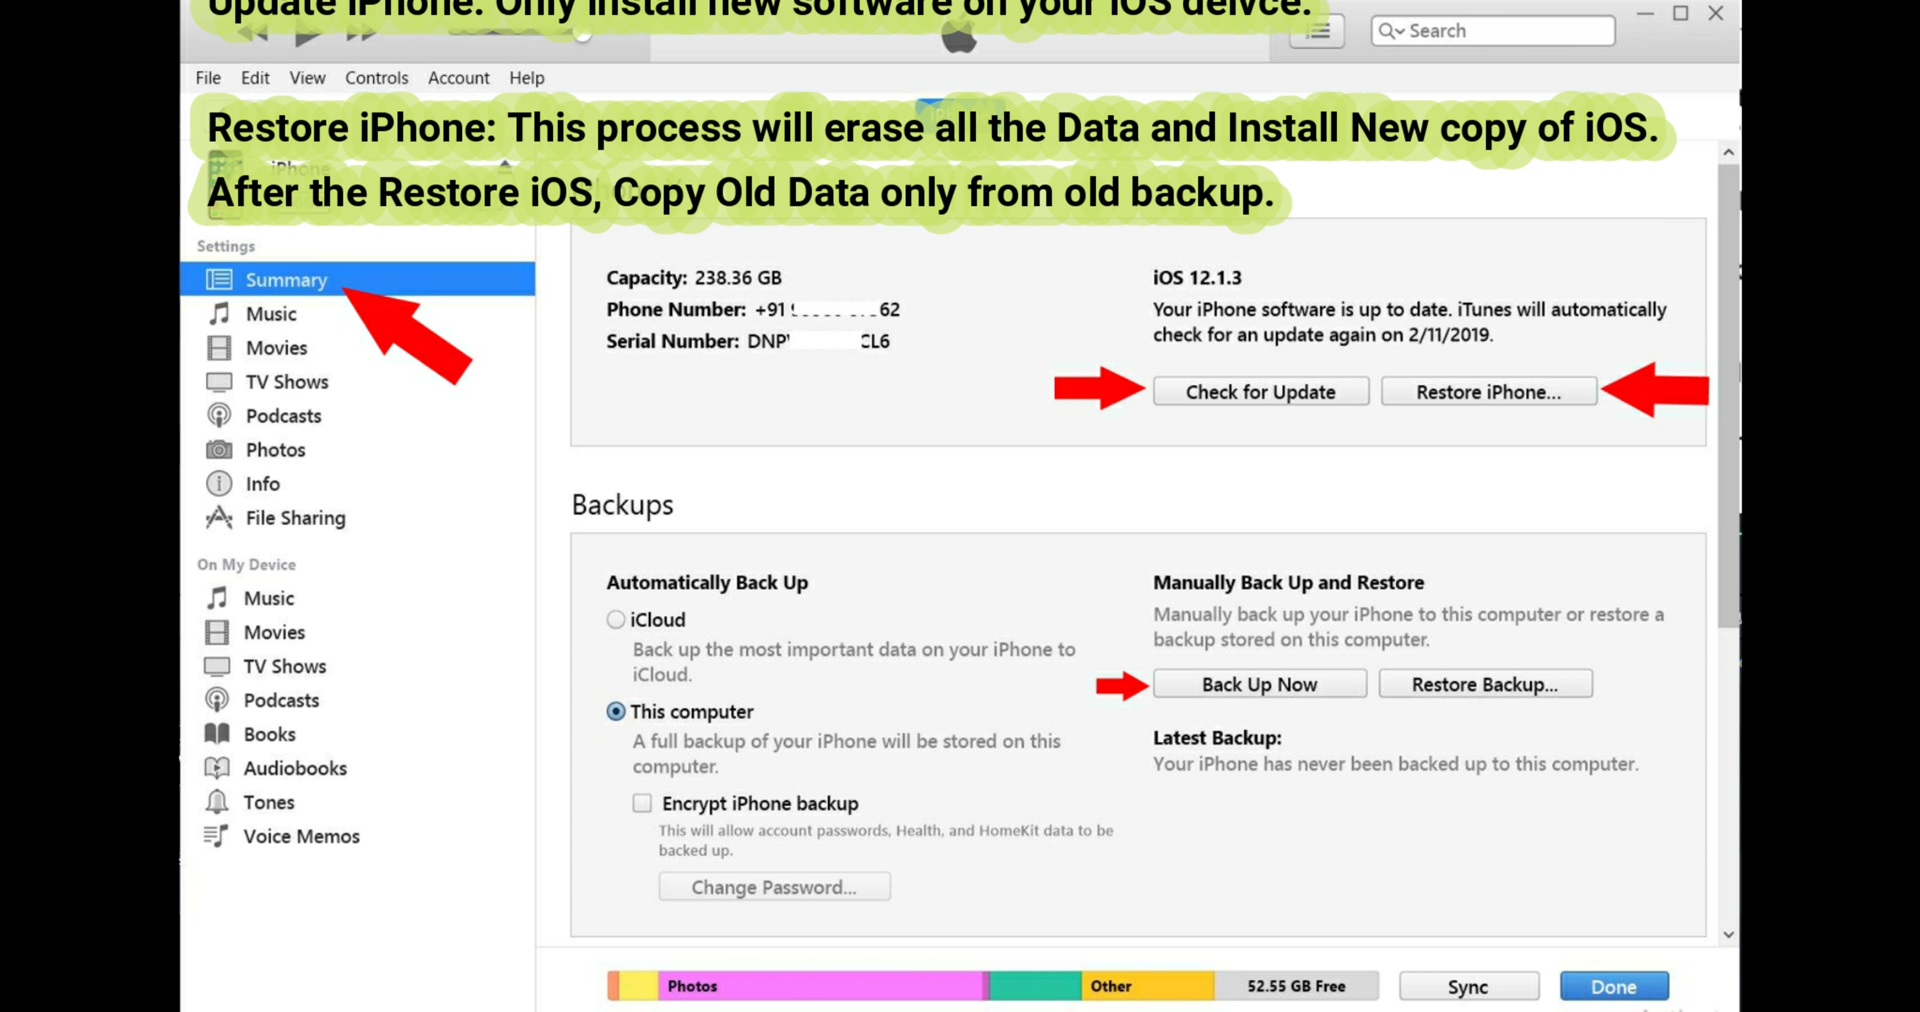 Update iPhone: Only install new software on your iOS deivce.
Search
File Edit View Controls Account Help
Restore iPhone: This process will erase all the Data and Install New copy of iOS.
iPhone
After the Restore iOS, Copy Old Data only from old backup.
Settings
Summary
Music
Movies
TV Shows
Podcasts
Photos
Info
File Sharing
On My Device
Music
Movies
TV Shows
Podcasts
Books
Audiobooks
Tones
Voice Memos
Capacity: 238.36 GB
Phone Number: +91 62
Serial Number: DNP CL6
iOS 12.1.3
Your iPhone software is up to date. iTunes will automatically
check for an update again on 2/11/2019.
Check for Update
Restore iPhone...
Backups
Automatically Back Up
iCloud
Back up the most important data on your iPhone to
iCloud.
This computer
A full backup of your iPhone will be stored on this
computer.
Encrypt iPhone backup
This will allow account passwords, Health, and HomeKit data to be
backed up.
Change Password...
Manually Back Up and Restore
Manually back up your iPhone to this computer or restore a
backup stored on this computer.
Back Up Now
Restore Backup...
Latest Backup:
Your iPhone has never been backed up to this computer.
Photos
Other
52.55 GB Free
Sync
Done